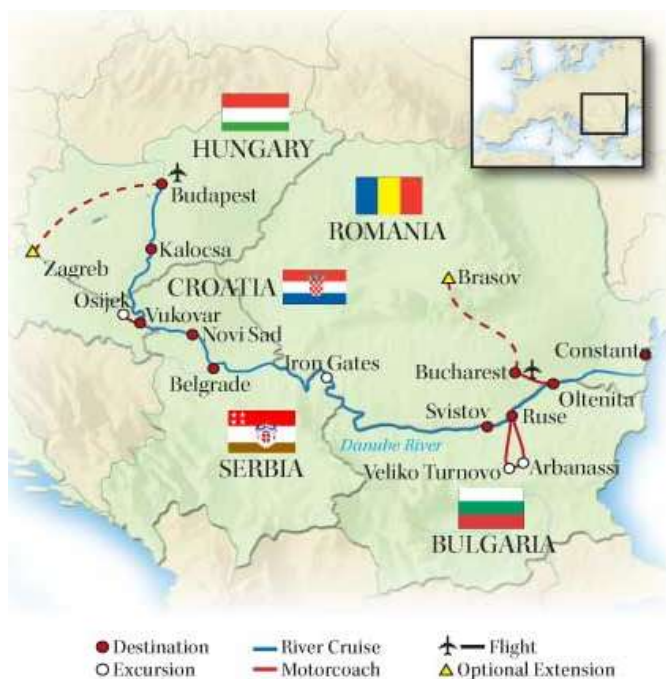 HUNGARY
Budapest
ROMANIA
Kalocsa
Zagreb
CROATIA
Brasov
Osijek
Vukovar
Novi Sad
Iron Gates
Constanta
Belgrade
Bucharest
Oltenita
Svistov
Ruse
Danube River
SERBIA
Veliko Turnovo
Arbanassi
BULGARIA
Destination
River Cruise
Flight
Excursion
Motorcoach
Optional Extension